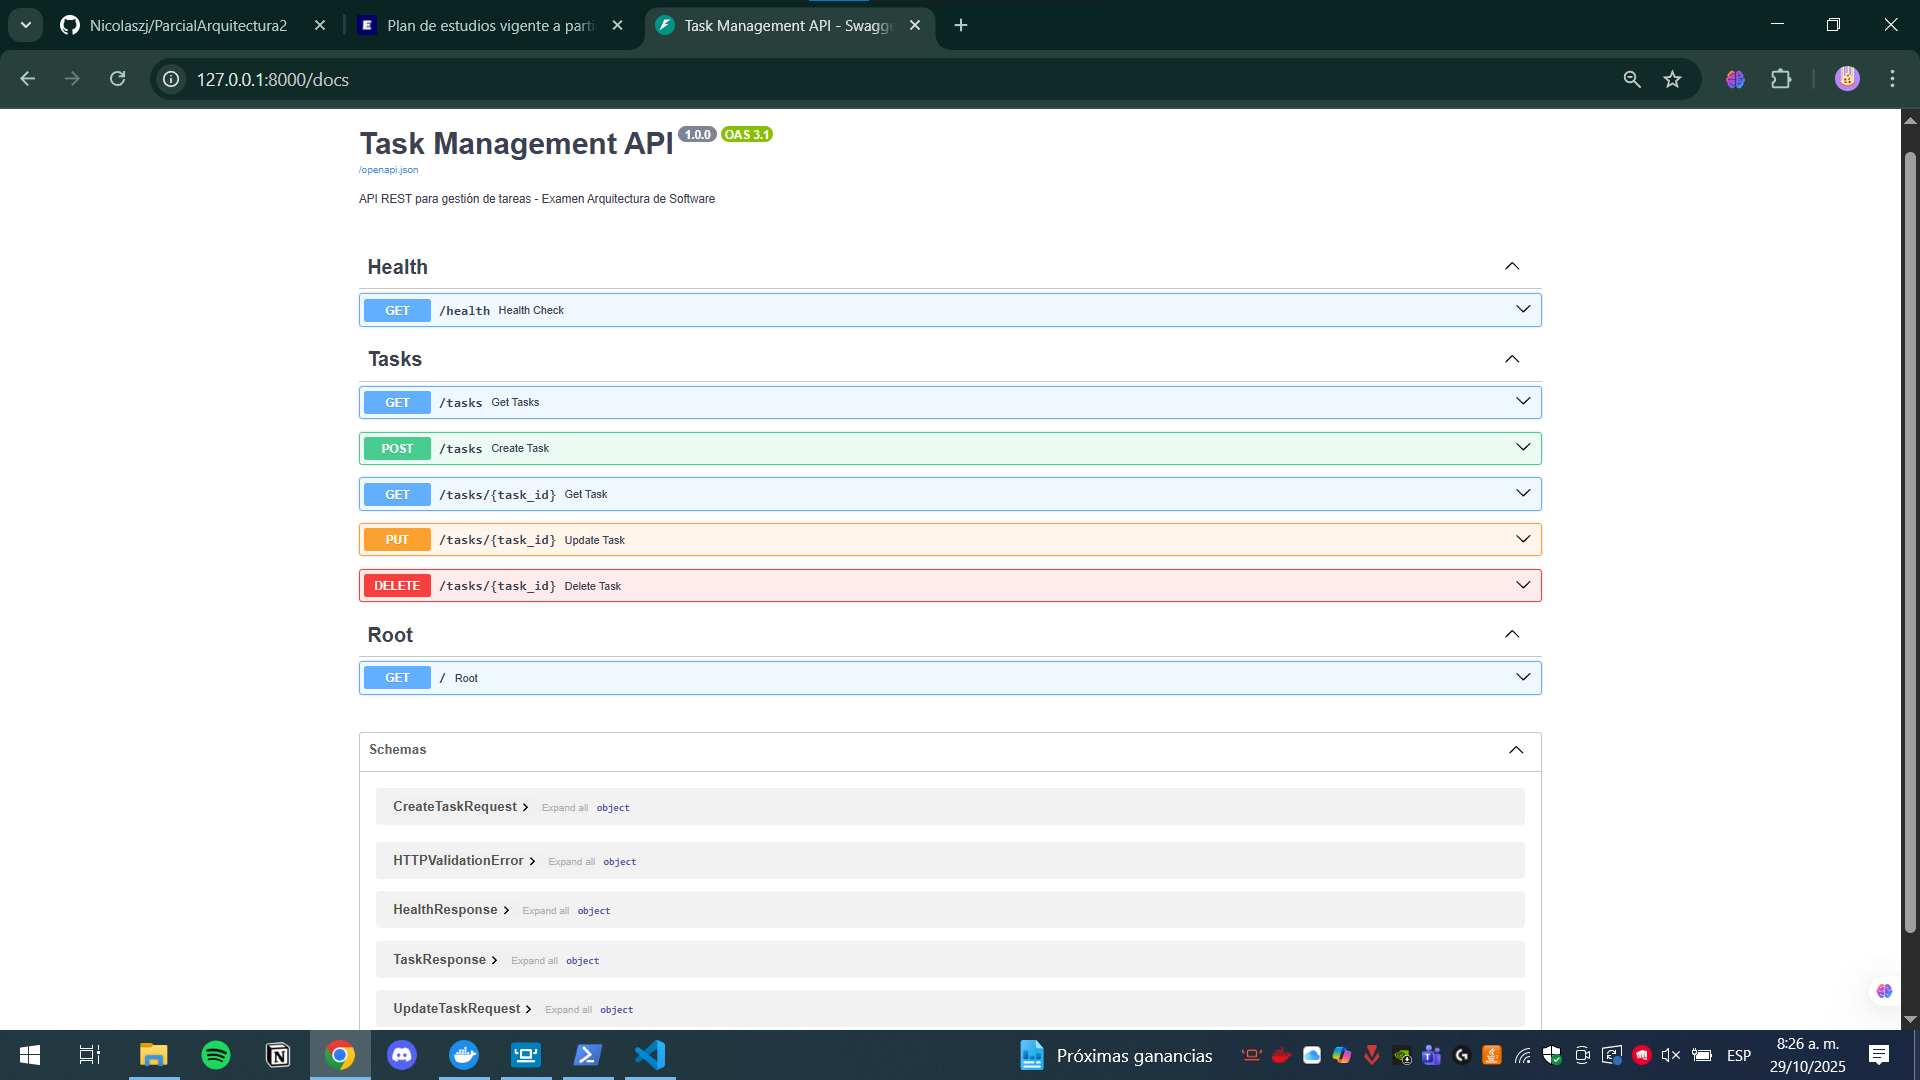 Nicolaszj/ParcialArquitectura2
Plan de estudios vigente a parti
Task Management API - Swagge
127.0.0.1:8000/docs
Task Management API 1.0.0 OAS 3.1
/openapi.json
API REST para gestión de tareas - Examen Arquitectura de Software
Health
GET /health Health Check
Tasks
GET /tasks Get Tasks
POST /tasks Create Task
GET /tasks/{task_id} Get Task
PUT /tasks/{task_id} Update Task
DELETE /tasks/{task_id} Delete Task
Root
GET / Root
Schemas
CreateTaskRequest Expand all object
HTTPValidationError Expand all object
HealthResponse Expand all object
TaskResponse Expand all object
UpdateTaskRequest Expand all object
Próximas ganancias
ESP
8:26 a. m.
29/10/2025